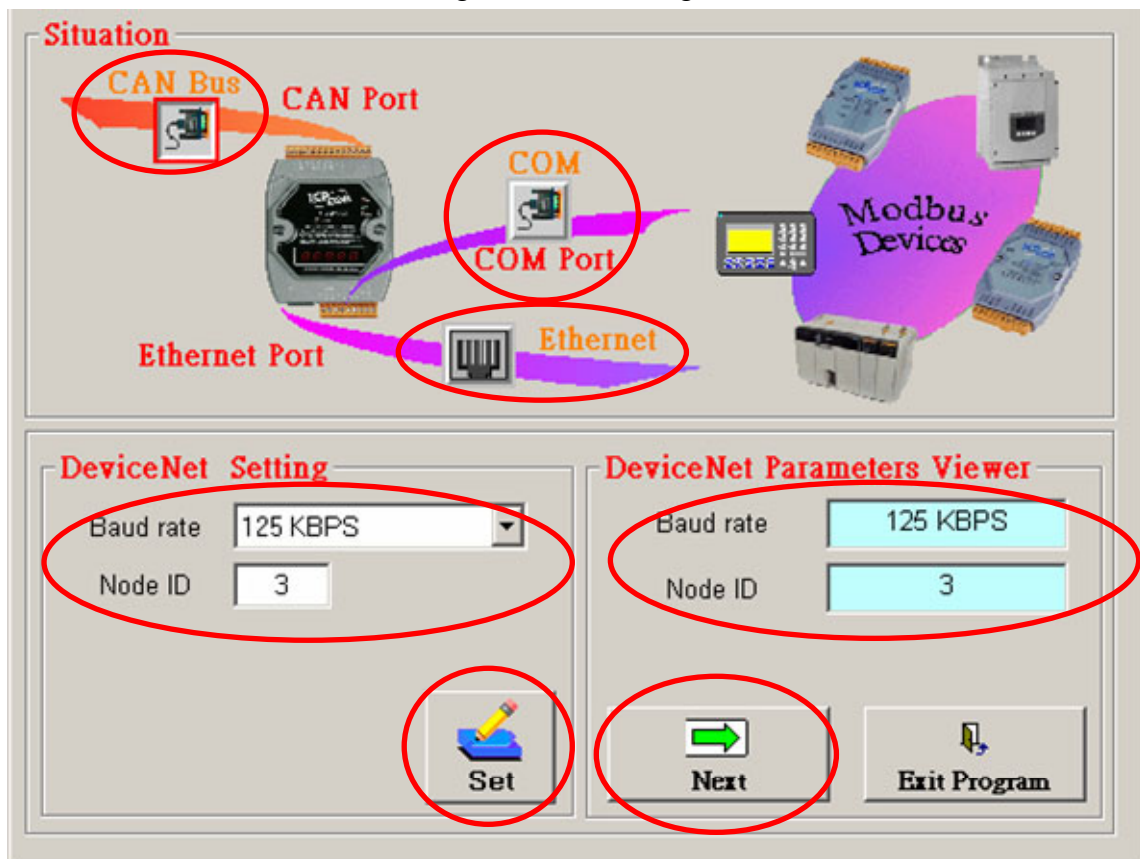 Situation
CAN Bus
CAN Port
COM
COM Port
Ethernet
Ethernet Port
Modbus
Devices
DeviceNet Setting
Baud rate 125 KBPS
Node ID 3
Set
DeviceNet Parameters Viewer
Baud rate 125 KBPS
Node ID 3
Next
Exit Program